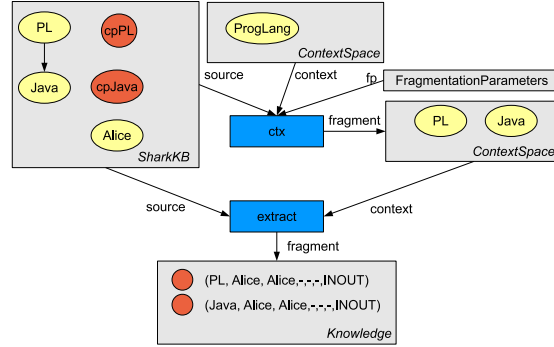 PL
cpPL
ProgLang
ContextSpace
Java
cpJava
source
context
fp
FragmentationParameters
Alice
SharkKB
ctx
fragment
PL
Java
ContextSpace
source
extract
context
fragment
(PL, Alice, Alice,-,-,-,INOUT)
(Java, Alice, Alice,-,-,-,INOUT)
Knowledge